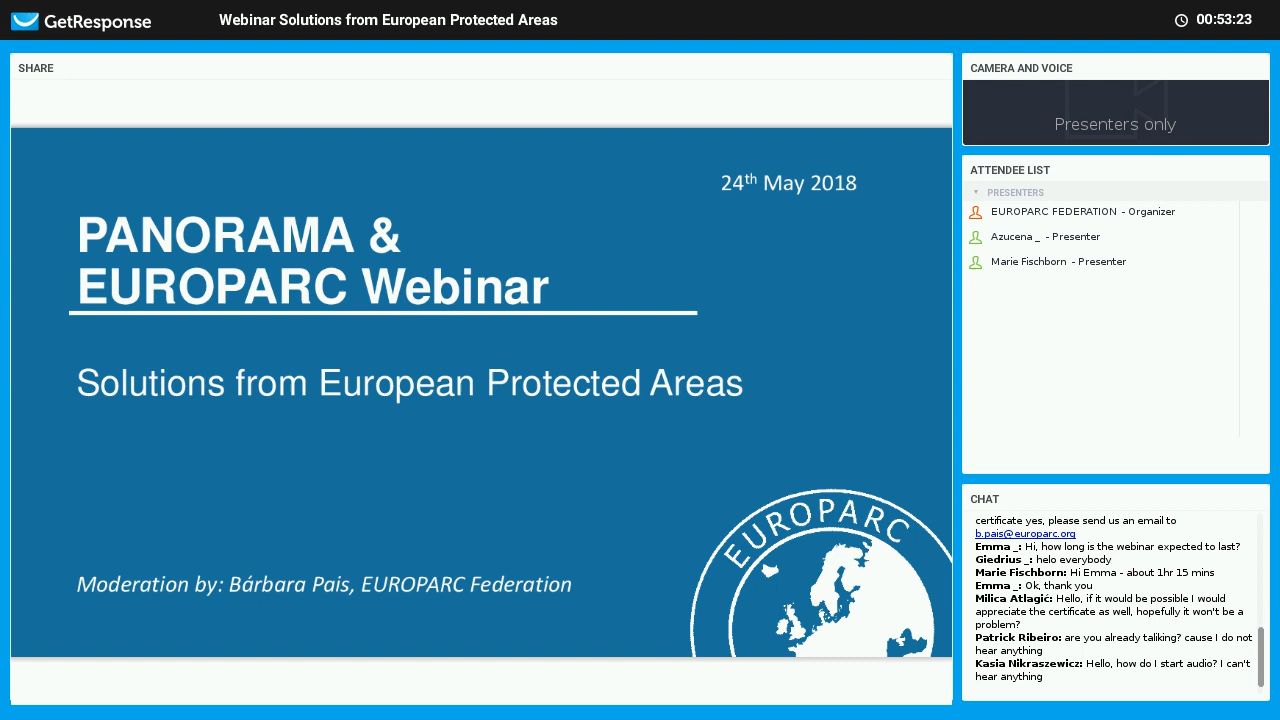 GetResponse
Webinar Solutions from European Protected Areas
00:53:23
SHARE
24th May 2018
PANORAMA &
EUROPARC Webinar
Solutions from European Protected Areas
Moderation by: Bárbara Pais, EUROPARC Federation
EUROPARC
CAMERA AND VOICE
Presenters only
ATTENDEE LIST
PRESENTERS
EUROPARC FEDERATION - Organizer
Azucena _ - Presenter
Marie Fischborn - Presenter
CHAT
certificate yes, please send us an email to
b.pais@europarc.org
Emma _: Hi, how long is the webinar expected to last?
Giedrius _: helo everybody
Marie Fischborn: Hi Emma - about 1hr 15 mins
Emma _: Ok, thank you
Milica Atlagić: Hello, if it would be possible I would
appreciate the certificate as well, hopefully it won't be a
problem?
Patrick Ribeiro: are you already taliking? cause I do not
hear anything
Kasia Nikraszewicz: Hello, how do I start audio? I can't
hear anything